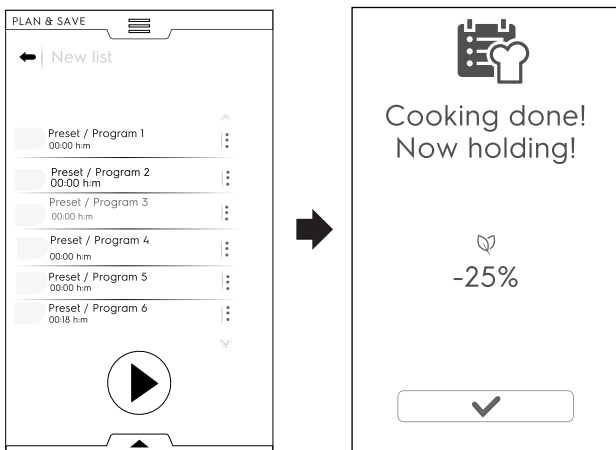 PLAN & SAVE
New list
Preset / Program 1
00:00 h:m
Preset / Program 2
00:00 h:m
Preset / Program 3
00:00 h:m
Preset / Program 4
00:00 h:m
Preset / Program 5
00:00 h:m
Preset / Program 6
00:18 h:m
Cooking done!
Now holding!
-25%